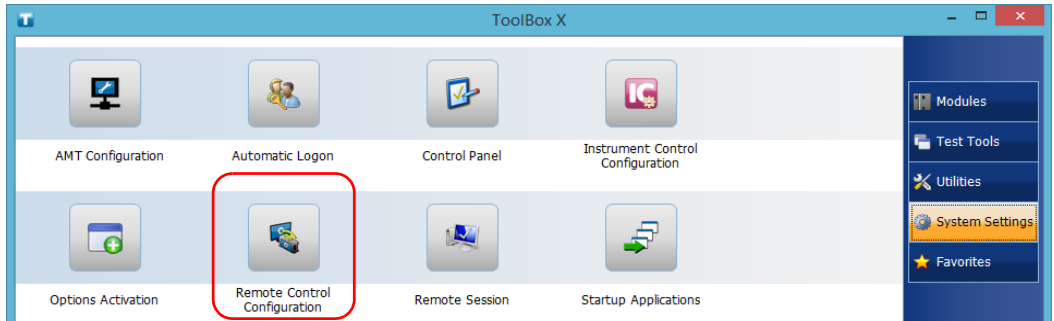 T
ToolBox X
IC
AMT Configuration
Automatic Logon
Control Panel
Instrument Control
Configuration
Options Activation
Remote Control
Configuration
Remote Session
Startup Applications
Modules
Test Tools
Utilities
System Settings
Favorites